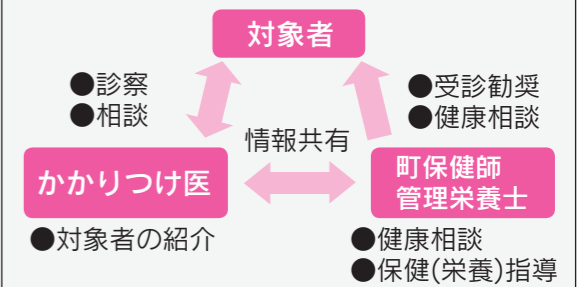 対象者
●診察
●相談
●受診勧奨
●健康相談
情報共有
かかりつけ医
町保健師
管理栄養士
●対象者の紹介
●健康相談
●保健(栄養)指導